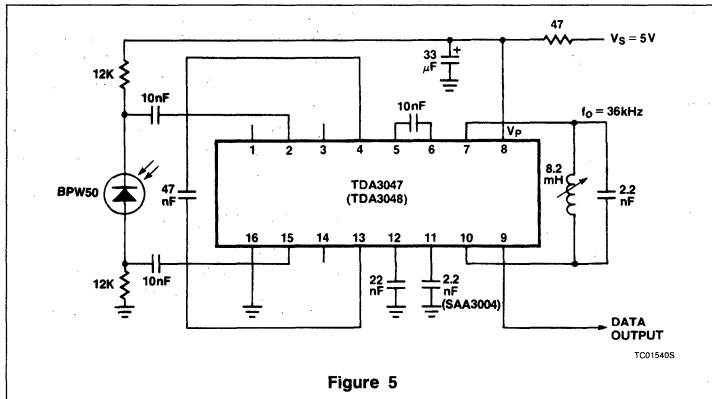 47
V_S = 5V
33 μF
+
12K
10nF
10nF
f_O = 36kHz
V_P
1 2 3 4 5 6 7 8
8.2 mH
BPW50
47 nF
TDA3047
(TDA3048)
2.2 nF
16 15 14 13 12 11 10 9
12K
10nF
22 nF
2.2 nF
(SAA3004)
DATA
OUTPUT
TC01540S
Figure 5